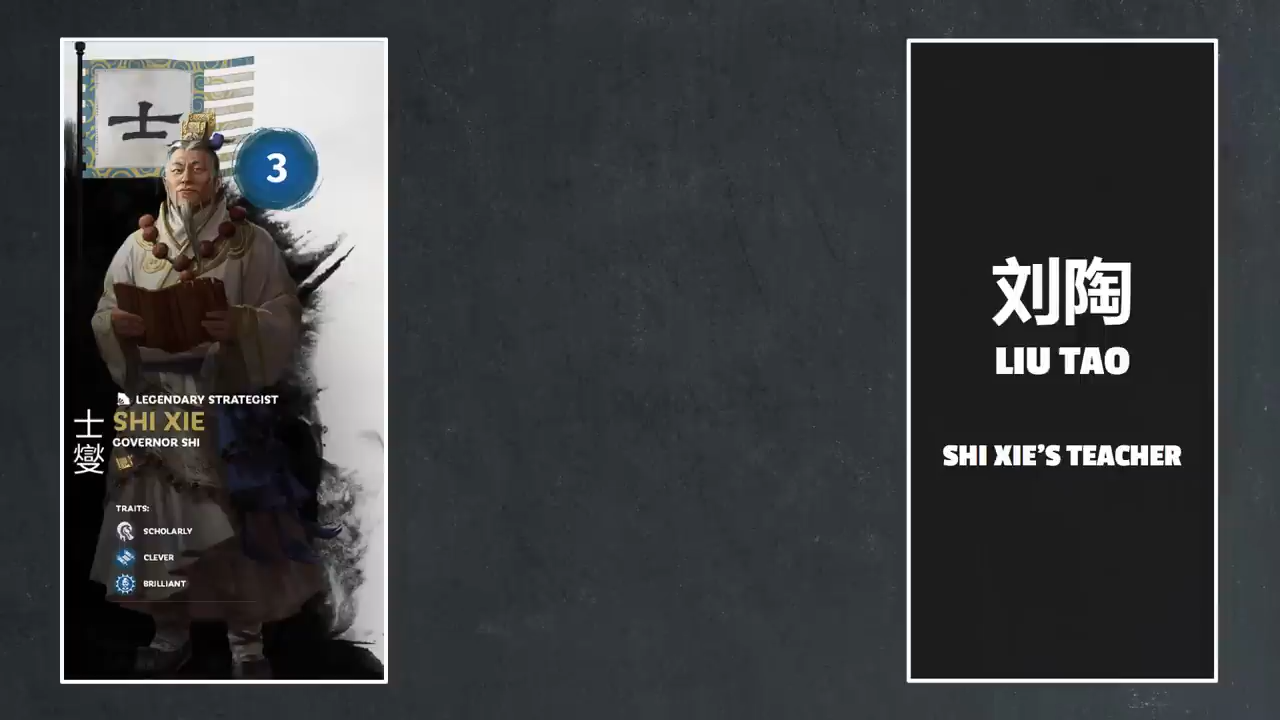 士
3
LEGENDARY STRATEGIST
士燮
SHI XIE
GOVERNOR SHI
TRAITS:
SCHOLARLY
CLEVER
BRILLIANT
刘陶
LIU TAO
SHI XIE'S TEACHER